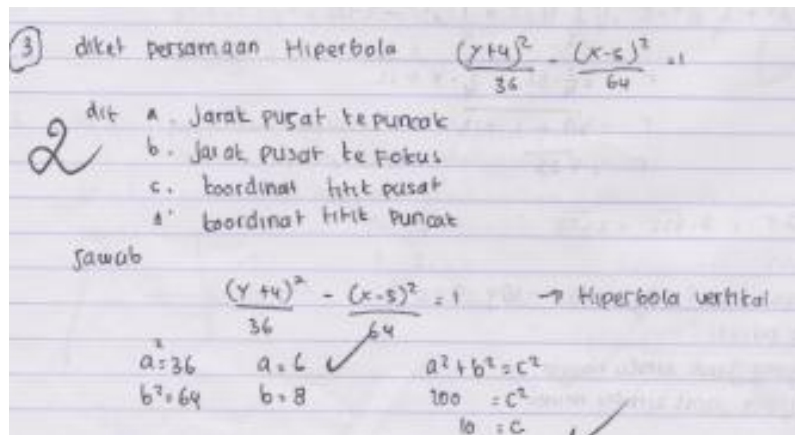 ③ diket persamaan Hiperbola (y+4)²/36 - (x-5)²/64 = 1
2 dit a. Jarak pusat ke puncak
b. Jarak pusat ke fokus
c. koordinat titik pusat
d. koordinat titik puncak
Jawab
(y+4)²/36 - (x-5)²/64 = 1 → Hiperbola vertikal
a²=36 a=6 ✓ a²+b²=c²
b²=64 b=8 100 = c²
10 = c ✓